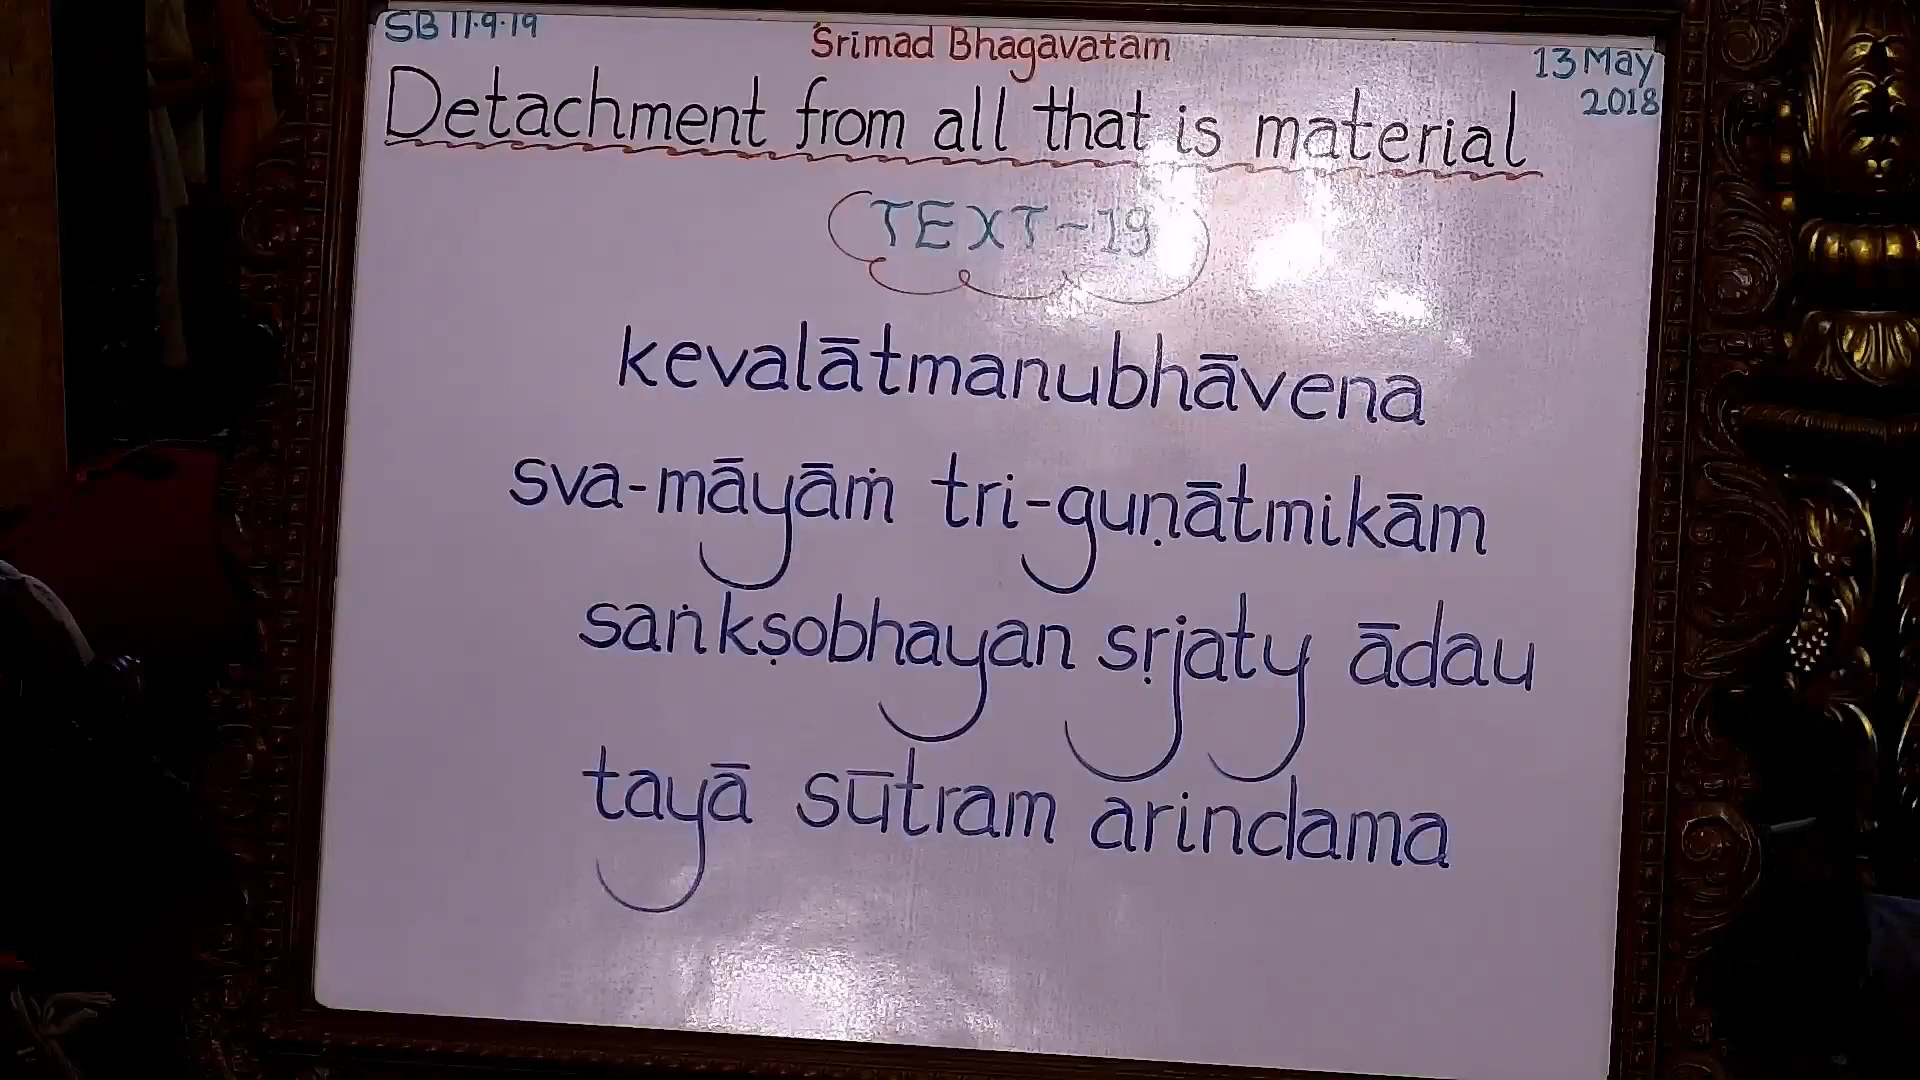 SB 11.9.19
Srimad Bhagavatam
13 May
2018
Detachment from all that is material
TEXT-19
kevalātmanubhāvena
sva-māyāṁ tri-guṇātmikām
saṅkṣobhayan sṛjaty ādau
tayā sūtram arindama